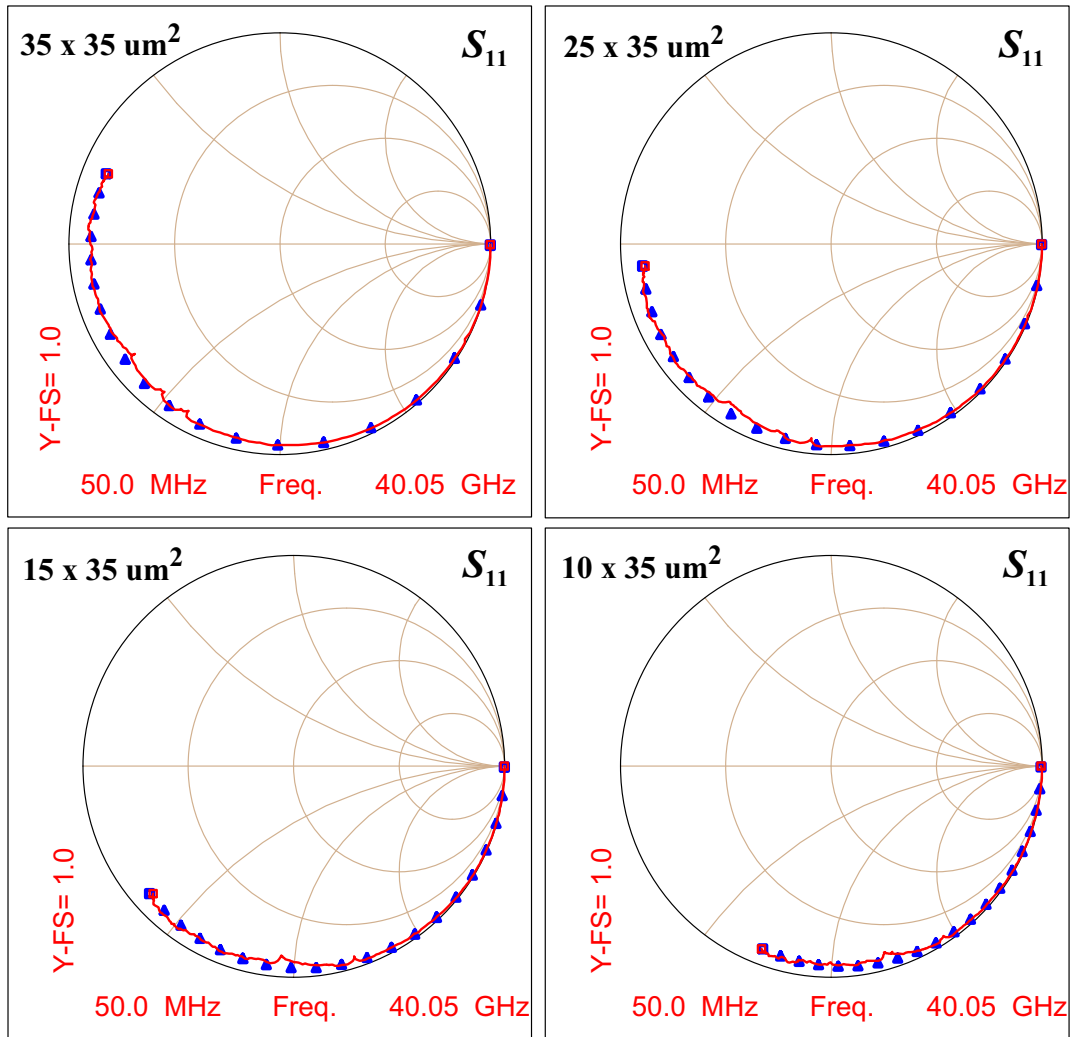 35 x 35 um²
S₁₁
Y-FS= 1.0
50.0 MHz Freq. 40.05 GHz
25 x 35 um²
S₁₁
Y-FS= 1.0
50.0 MHz Freq. 40.05 GHz
15 x 35 um²
S₁₁
Y-FS= 1.0
50.0 MHz Freq. 40.05 GHz
10 x 35 um²
S₁₁
Y-FS= 1.0
50.0 MHz Freq. 40.05 GHz